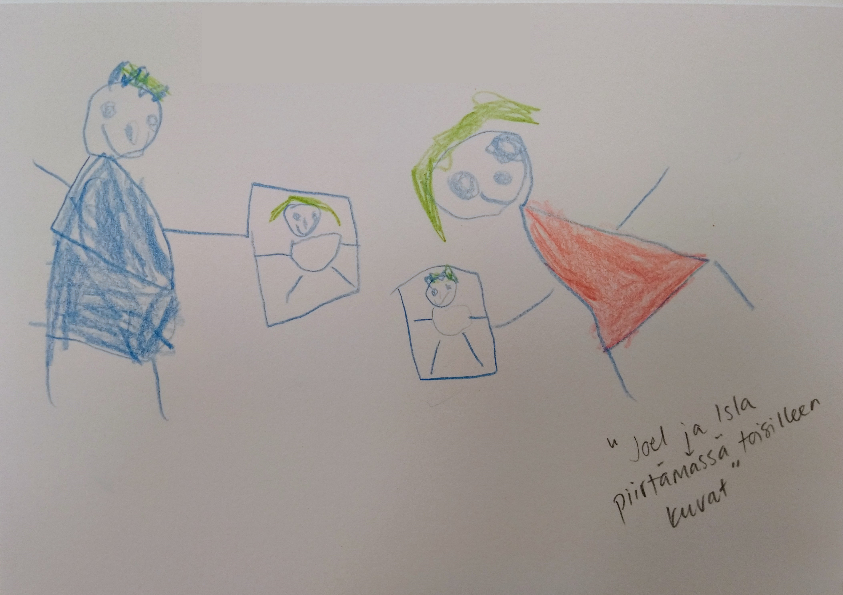 "Joel ja Isla
piirtämässä toisilleen
kuvat"